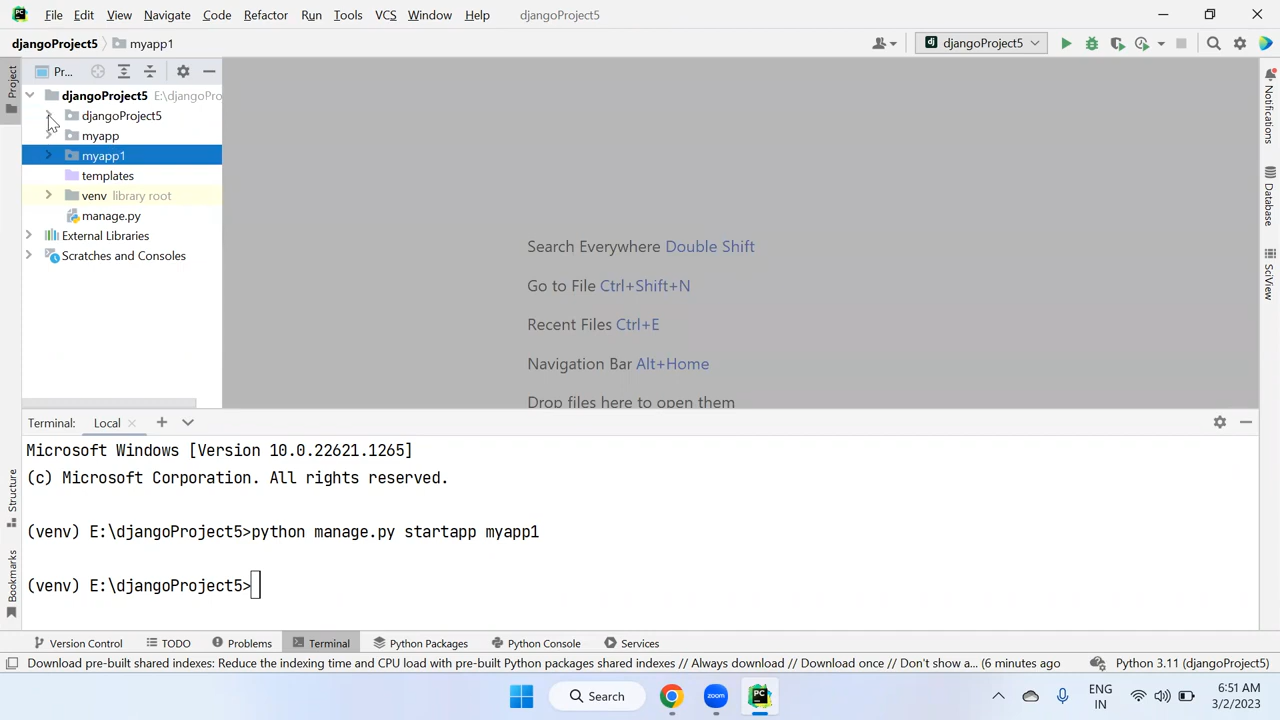 PC File Edit View Navigate Code Refactor Run Tools VCS Window Help djangoProject5
djangoProject5 myapp1 dj djangoProject5
Project
Pr...
djangoProject5 E:\djangoPro
djangoProject5
myapp
myapp1
templates
venv library root
manage.py
External Libraries
Scratches and Consoles
Search Everywhere Double Shift
Go to File Ctrl+Shift+N
Recent Files Ctrl+E
Navigation Bar Alt+Home
Drop files here to open them
Notifications
Database
SciView
Structure
Bookmarks
Terminal: Local
Microsoft Windows [Version 10.0.22621.1265]
(c) Microsoft Corporation. All rights reserved.
(venv) E:\djangoProject5>python manage.py startapp myapp1
(venv) E:\djangoProject5>
Version Control TODO Problems Terminal Python Packages Python Console Services
Download pre-built shared indexes: Reduce the indexing time and CPU load with pre-built Python packages shared indexes // Always download // Download once // Don't show a... (6 minutes ago Python 3.11 (djangoProject5)
Search zoom PC ENG IN 6:51 AM 3/2/2023